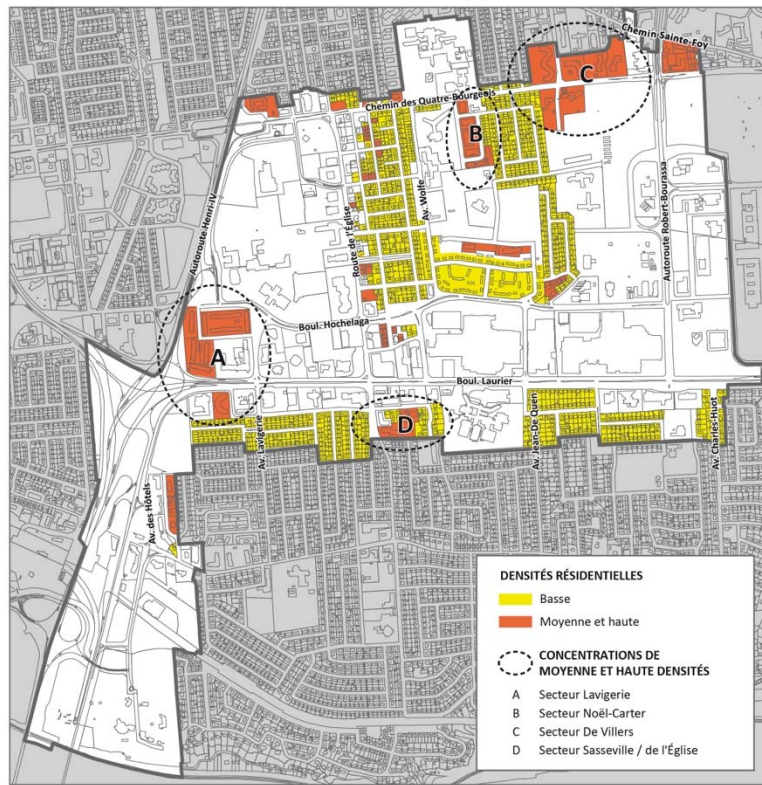 Chemin Sainte-Foy
C
Chemin des Quatre-Bourgeois
B
Av. Wolfe
Route de l'Église
Autoroute Henri-IV
Autoroute Robert-Bourassa
Boul. Hochelaga
A
Boul. Laurier
D
Av. Lavigerie
Av. Jean-De Quen
Av. Charles-Huot
Av. des Hôtels
DENSITÉS RÉSIDENTIELLES
Basse
Moyenne et haute
CONCENTRATIONS DE
MOYENNE ET HAUTE DENSITÉS
A Secteur Lavigerie
B Secteur Noël-Carter
C Secteur De Villers
D Secteur Sasseville / de l'Église